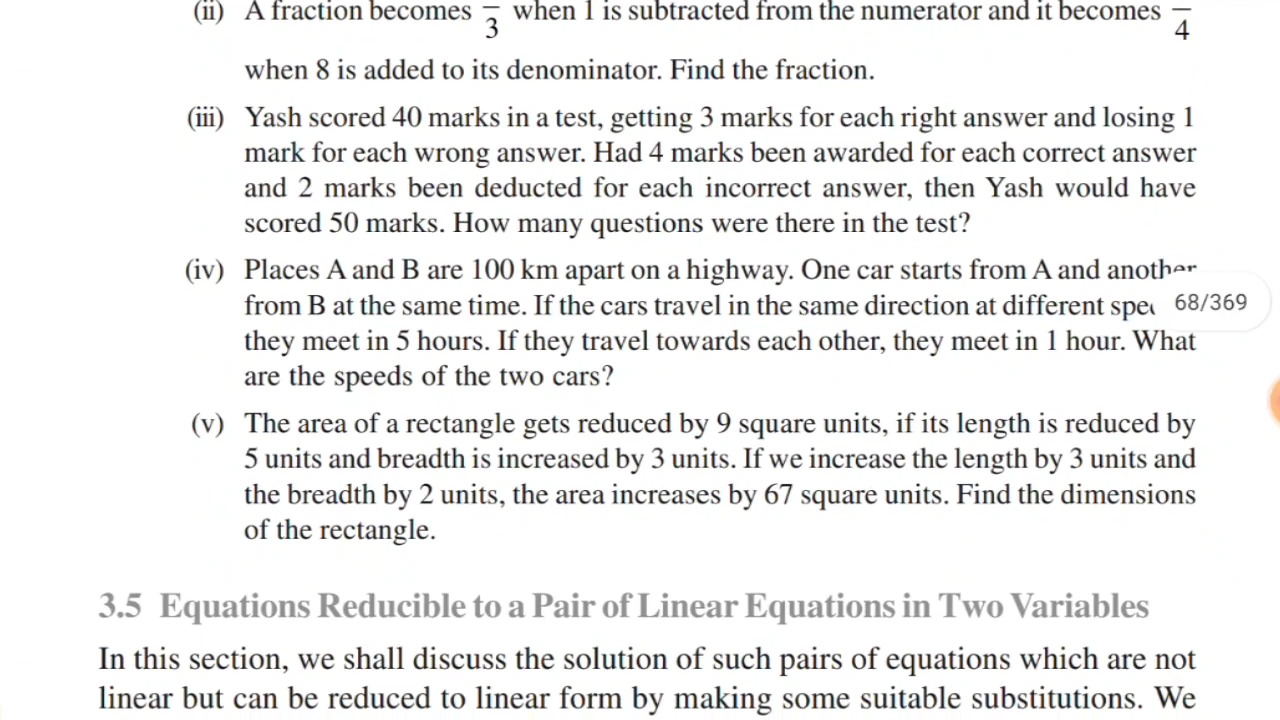 (ii) A fraction becomes –/3 when 1 is subtracted from the numerator and it becomes –/4
when 8 is added to its denominator. Find the fraction.
(iii) Yash scored 40 marks in a test, getting 3 marks for each right answer and losing 1
mark for each wrong answer. Had 4 marks been awarded for each correct answer
and 2 marks been deducted for each incorrect answer, then Yash would have
scored 50 marks. How many questions were there in the test?
(iv) Places A and B are 100 km apart on a highway. One car starts from A and another
from B at the same time. If the cars travel in the same direction at different
68/369
they meet in 5 hours. If they travel towards each other, they meet in 1 hour. What
are the speeds of the two cars?
(v) The area of a rectangle gets reduced by 9 square units, if its length is reduced by
5 units and breadth is increased by 3 units. If we increase the length by 3 units and
the breadth by 2 units, the area increases by 67 square units. Find the dimensions
of the rectangle.
3.5 Equations Reducible to a Pair of Linear Equations in Two Variables
In this section, we shall discuss the solution of such pairs of equations which are not
linear but can be reduced to linear form by making some suitable substitutions. We